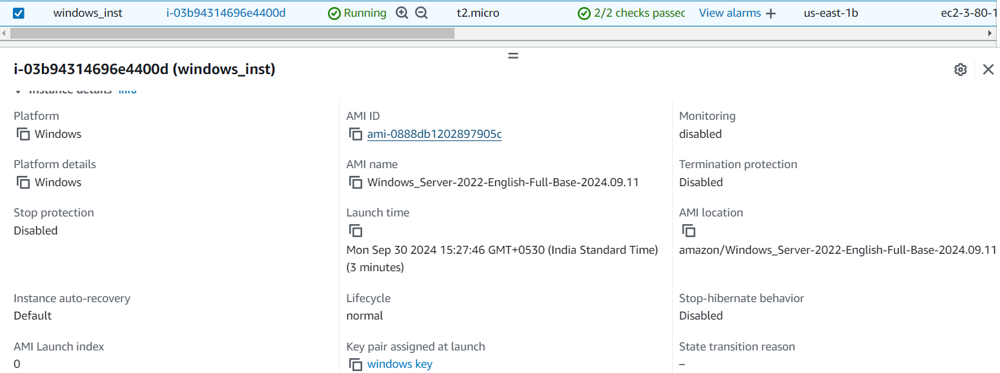 windows_inst i-03b94314696e4400d Running t2.micro 2/2 checks passec View alarms + us-east-1b ec2-3-80-1
i-03b94314696e4400d (windows_inst)
Instance details Info
Platform AMI ID Monitoring
Windows ami-0888db1202897905c disabled
Platform details AMI name Termination protection
Windows Windows_Server-2022-English-Full-Base-2024.09.11 Disabled
Stop protection Launch time AMI location
Disabled
Mon Sep 30 2024 15:27:46 GMT+0530 (India Standard Time) amazon/Windows_Server-2022-English-Full-Base-2024.09.11
(3 minutes)
Instance auto-recovery Lifecycle Stop-hibernate behavior
Default normal Disabled
AMI Launch index Key pair assigned at launch State transition reason
0 windows key –